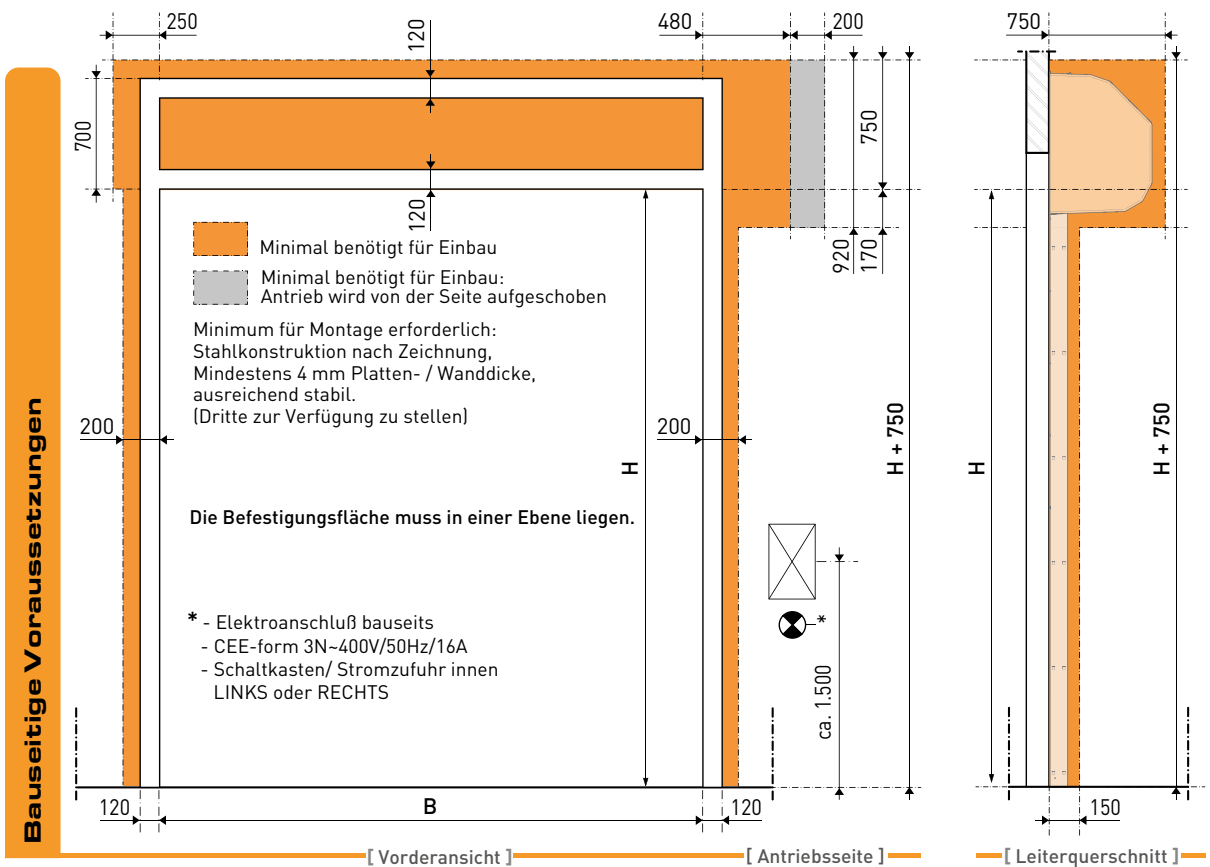 250
480
200
120
750
700
750
120
920
170
Minimal benötigt für Einbau
Minimal benötigt für Einbau:
Antrieb wird von der Seite aufgeschoben
Minimum für Montage erforderlich:
Stahlkonstruktion nach Zeichnung,
Mindestens 4 mm Platten- / Wanddicke,
ausreichend stabil.
(Dritte zur Verfügung zu stellen)
200
200
H
H + 750
H
H + 750
Die Befestigungsfläche muss in einer Ebene liegen.
* - Elektroanschluß bauseits
- CEE-form 3N~400V/50Hz/16A
- Schaltkasten/ Stromzufuhr innen
LINKS oder RECHTS
*
ca. 1.500
120
B
120
150
Bauseitige Voraussetzungen
[ Vorderansicht ]
[ Antriebsseite ]
[ Leiterquerschnitt ]